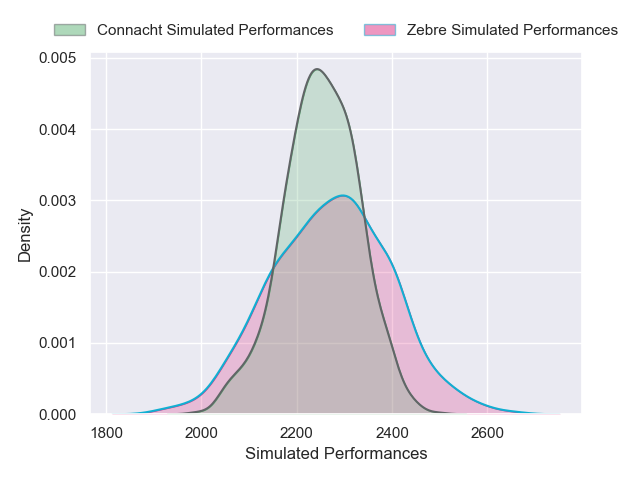 Connacht Simulated Performances Zebre Simulated Performances
0.005
0.004
0.003
0.002
0.001
0.000
Density
1800 2000 2200 2400 2600
Simulated Performances